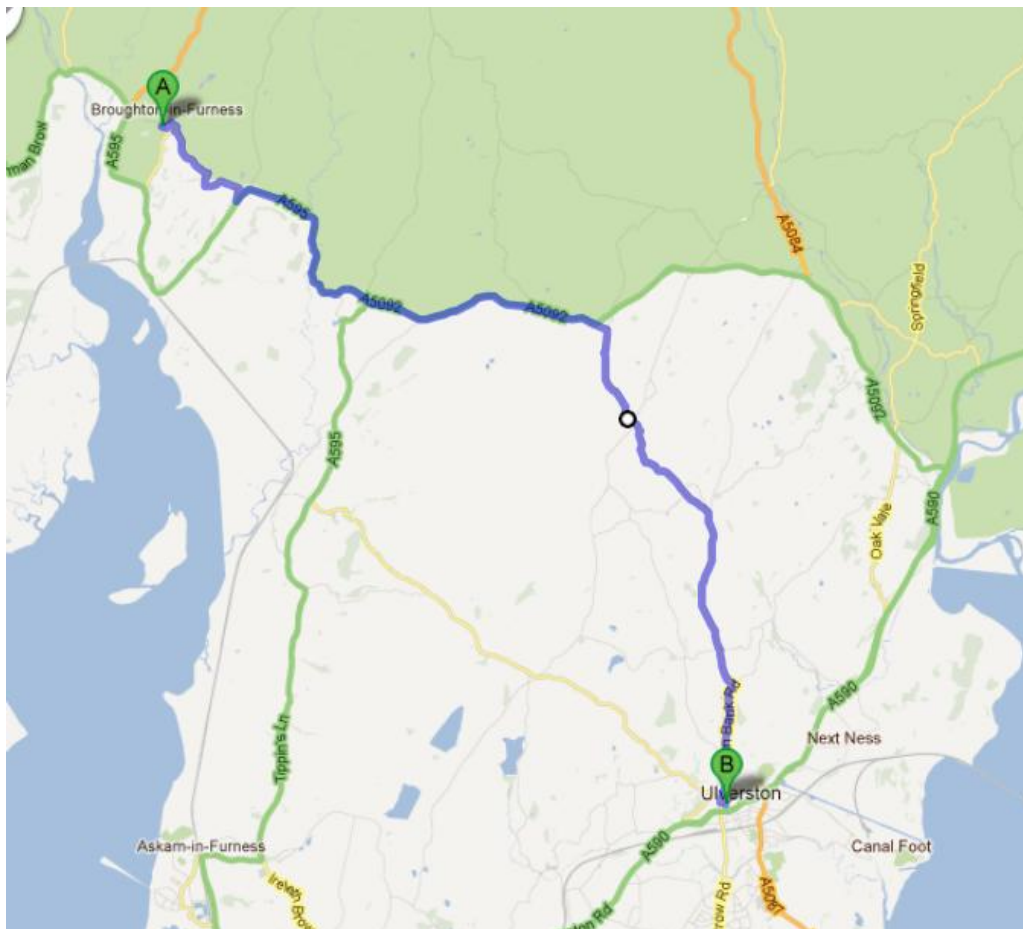 A
Broughton-in-Furness
A595
A595
A5084
Springfield
A5092
A5092
A5092
A595
A590
Oak Vale
A590
Bank Rd
Tippin's Ln
Next Ness
B
Ulverston
Askam-in-Furness
A590
Canal Foot
A5087